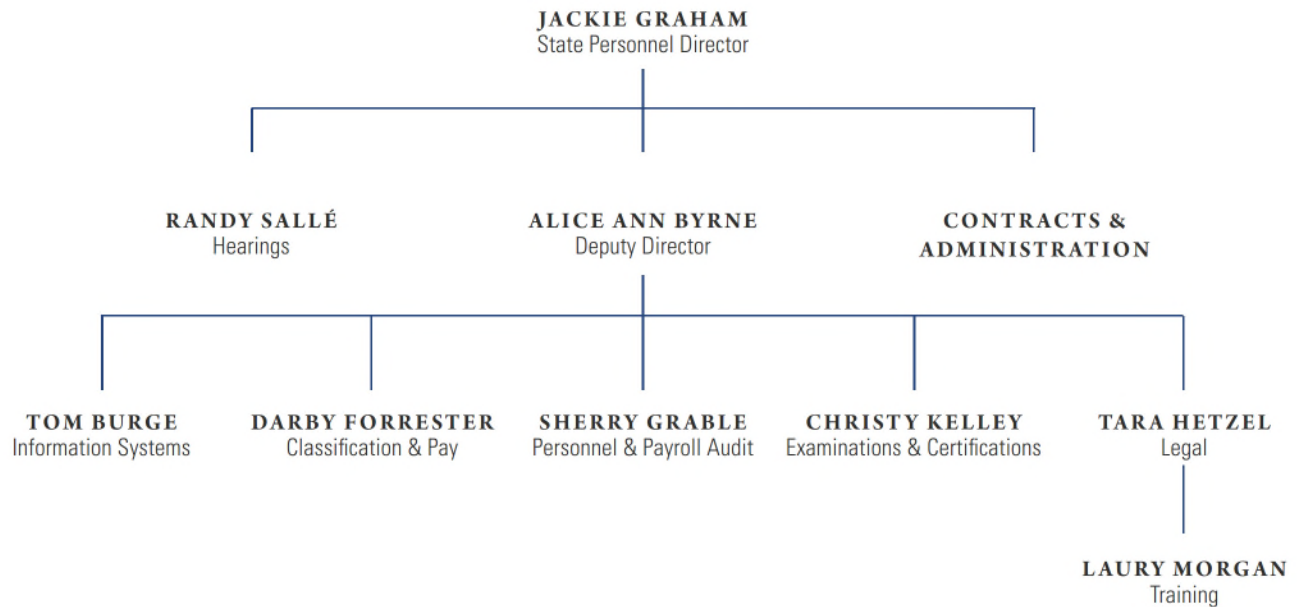 JACKIE GRAHAM
State Personnel Director
RANDY SALLÉ
Hearings
ALICE ANN BYRNE
Deputy Director
CONTRACTS &
ADMINISTRATION
TOM BURGE
Information Systems
DARBY FORRESTER
Classification & Pay
SHERRY GRABLE
Personnel & Payroll Audit
CHRISTY KELLEY
Examinations & Certifications
TARA HETZEL
Legal
LAURY MORGAN
Training